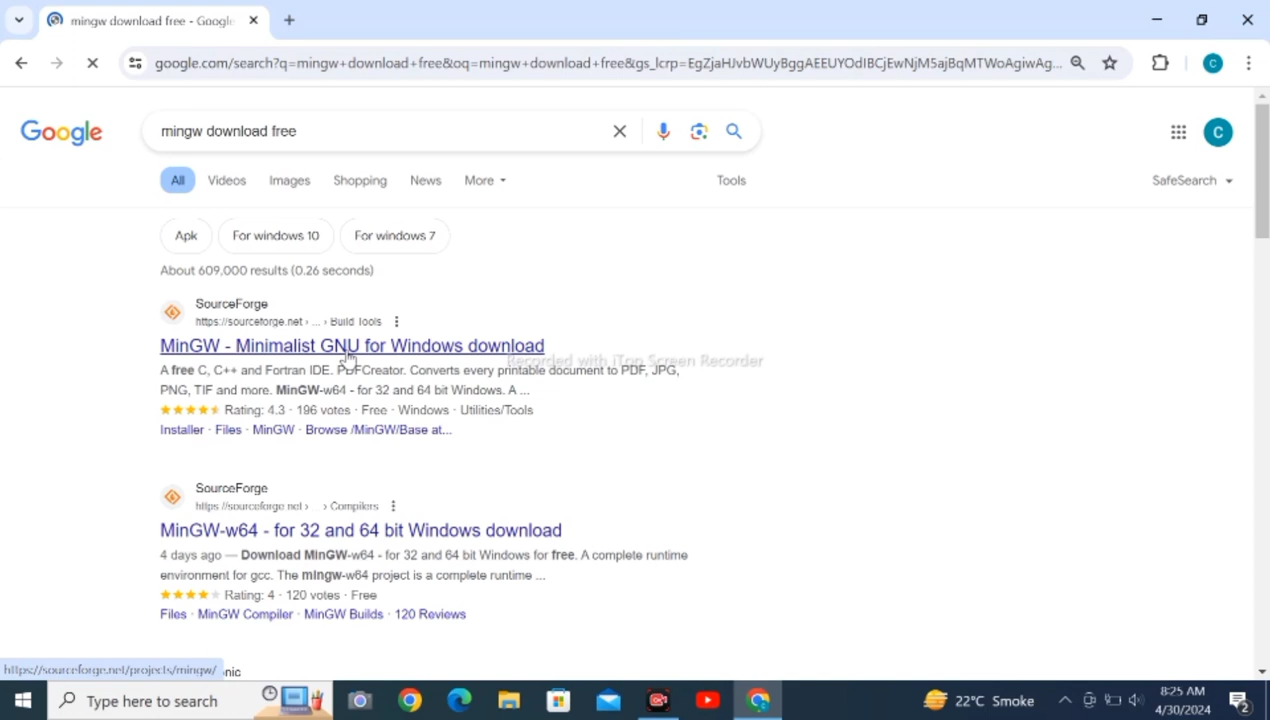 mingw download free - Google
google.com/search?q=mingw+download+free&oq=mingw+download+free&gs_lcrp=EgZjaHJvbWUyBggAEEUYOdIBCjEwNjM5ajBqMTWoAgiwAg...
Google
mingw download free
C
C
All
Videos
Images
Shopping
News
More
Tools
SafeSearch
Apk
For windows 10
For windows 7
About 609,000 results (0.26 seconds)
SourceForge
https://sourceforge.net › ... › Build Tools
MinGW - Minimalist GNU for Windows download
Recorded with iTop Screen Recorder
A free C, C++ and Fortran IDE. PDFCreator. Converts every printable document to PDF, JPG,
PNG, TIF and more. MinGW-w64 - for 32 and 64 bit Windows. A ...
Rating: 4.3 · 196 votes · Free · Windows · Utilities/Tools
Installer · Files · MinGW · Browse /MinGW/Base at...
SourceForge
https://sourceforge.net › ... › Compilers
MinGW-w64 - for 32 and 64 bit Windows download
4 days ago — Download MinGW-w64 - for 32 and 64 bit Windows for free. A complete runtime
environment for gcc. The mingw-w64 project is a complete runtime ...
Rating: 4 · 120 votes · Free
Files · MinGW Compiler · MinGW Builds · 120 Reviews
https://sourceforge.net/projects/mingw/
Type here to search
22°C Smoke
8:25 AM
4/30/2024
2